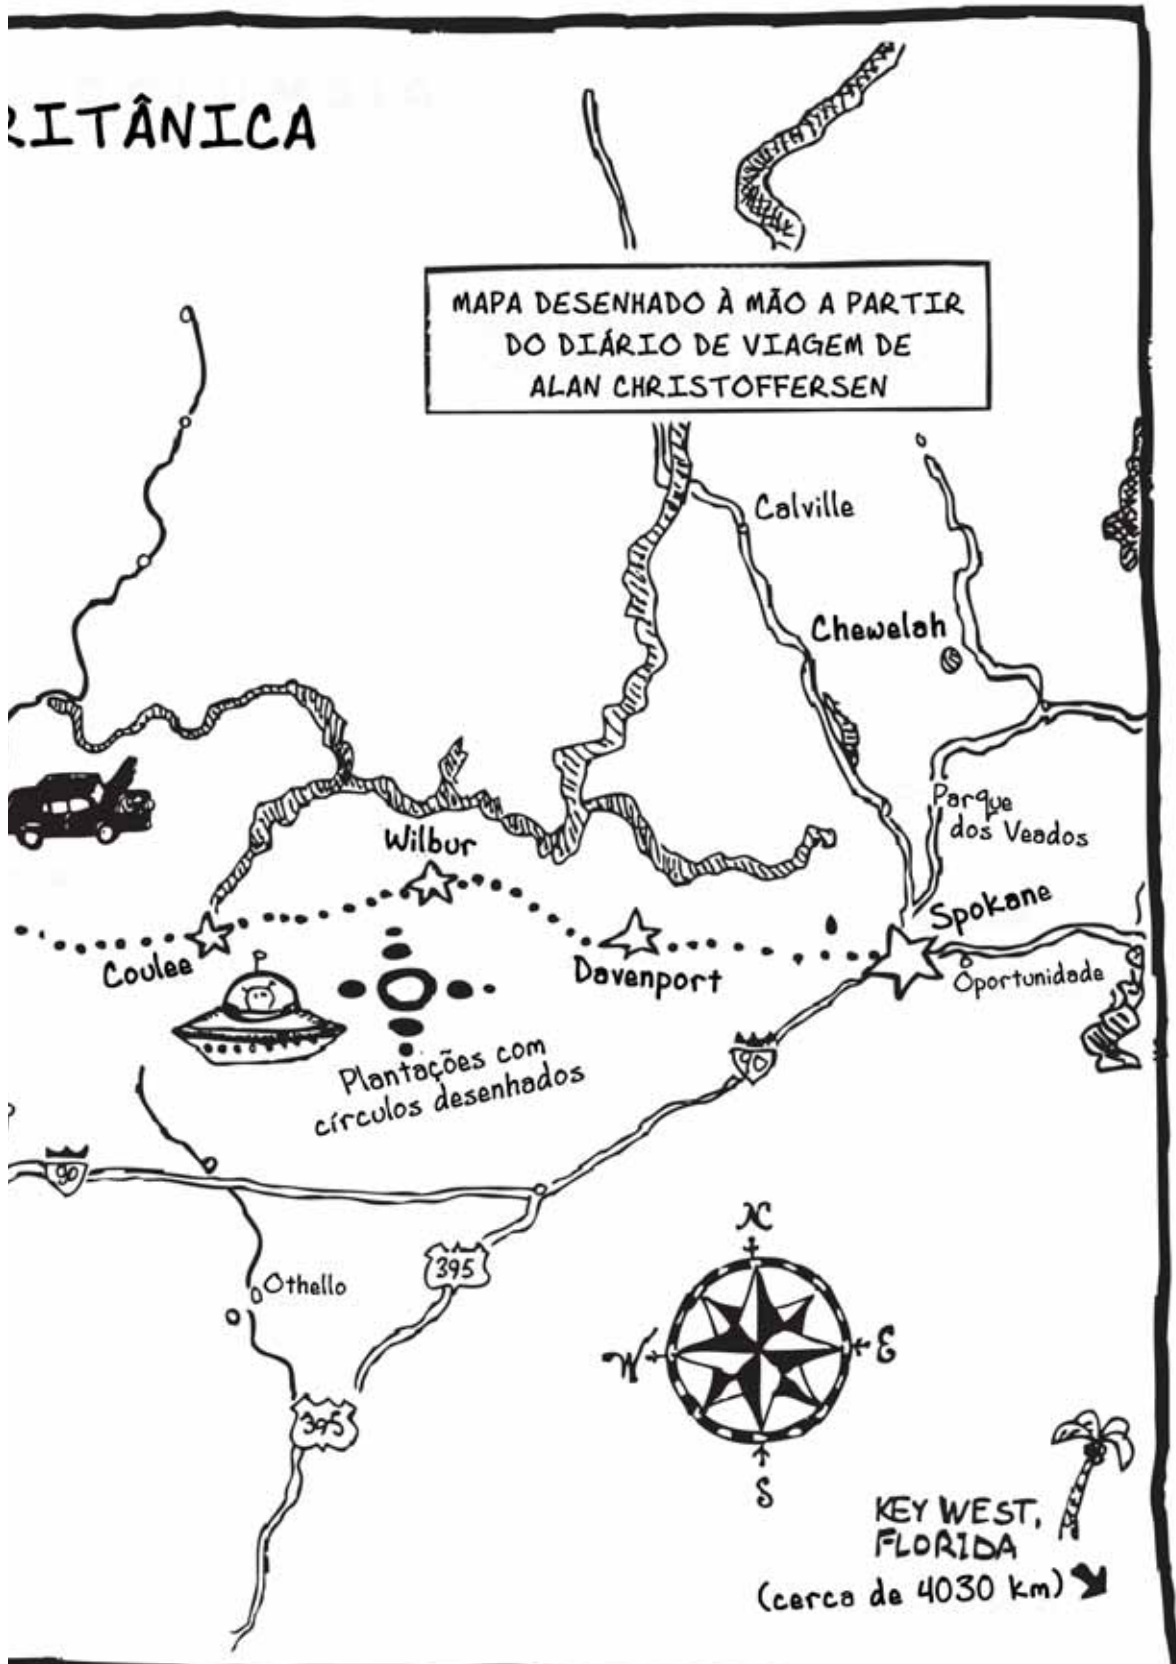 RITÂNICA
MAPA DESENHADO À MÃO A PARTIR
DO DIÁRIO DE VIAGEM DE
ALAN CHRISTOFFERSEN
Calville
Chewelah
Parque
dos Veados
Wilbur
Spokane
Coulee
Davenport
Oportunidade
Plantações com
círculos desenhados
90
90
395
Othello
395
N
W
E
S
KEY WEST,
FLORIDA
(cerca de 4030 km)